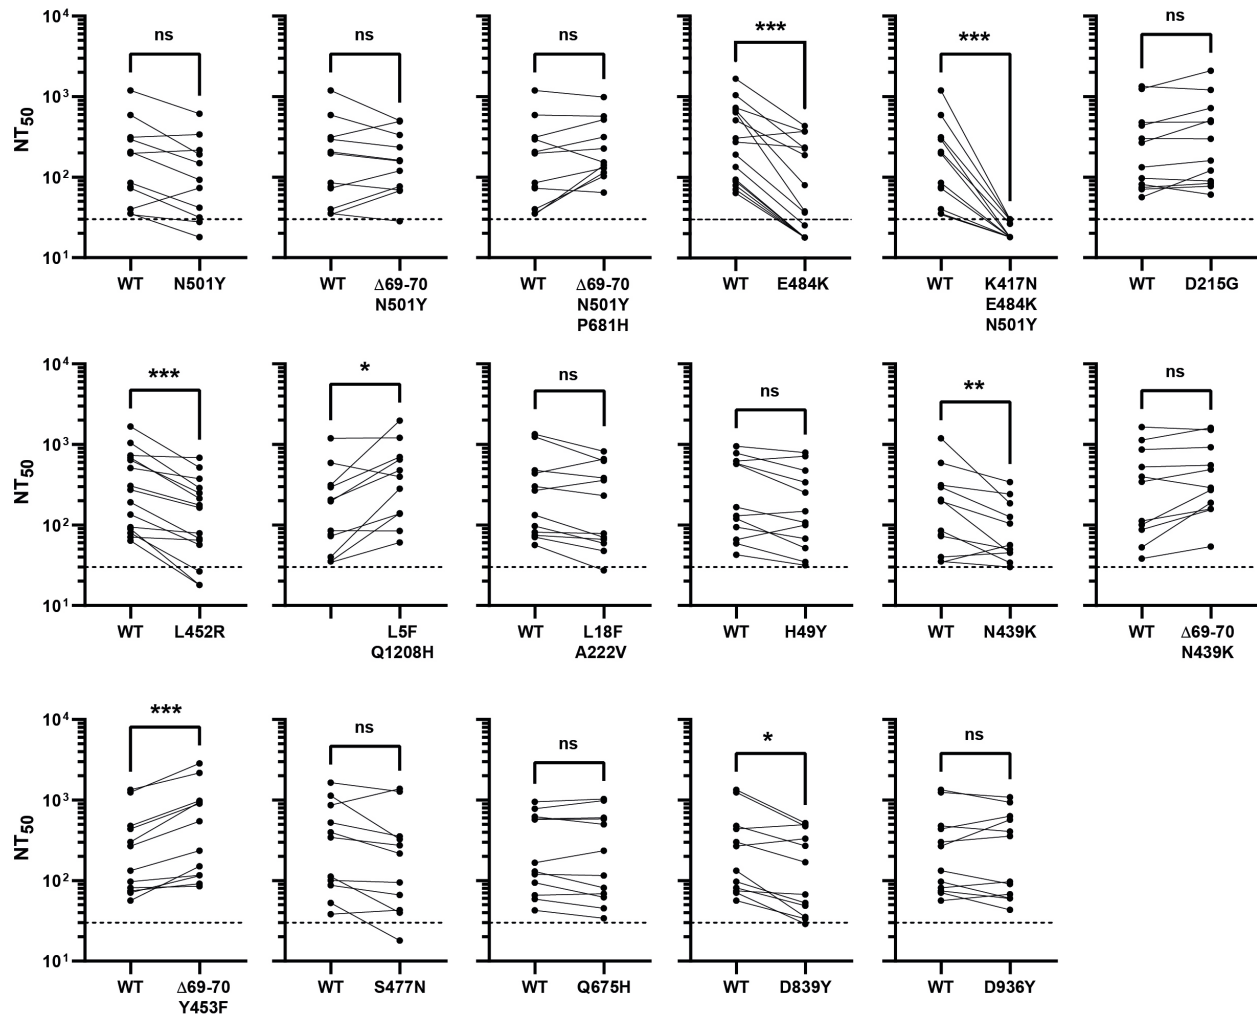 10⁴ ns ns ns *** *** ns
10³
NT50
10²
10¹
WT N501Y WT Δ69-70 WT Δ69-70 WT E484K WT K417N WT D215G
N501Y N501Y E484K
P681H N501Y
10⁴ *** * ns ns ** ns
10³
NT50
10²
10¹
WT L452R L5F WT L18F WT H49Y WT N439K WT Δ69-70
Q1208H A222V N439K
10⁴ *** ns ns * ns
10³
NT50
10²
10¹
WT Δ69-70 WT S477N WT Q675H WT D839Y WT D936Y
Y453F